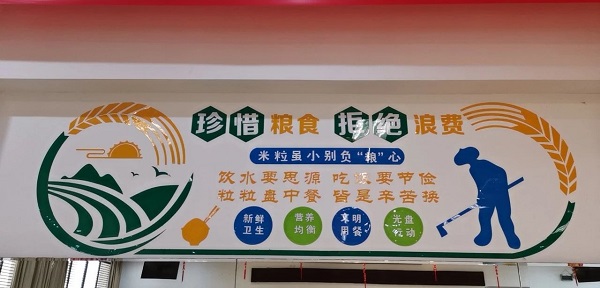 珍惜粮食 拒绝浪费
米粒虽小别负“粮”心
饮水要思源 吃饭要节俭
粒粒盘中餐 皆是辛苦换
新鲜卫生
营养均衡
文明用餐
光盘行动